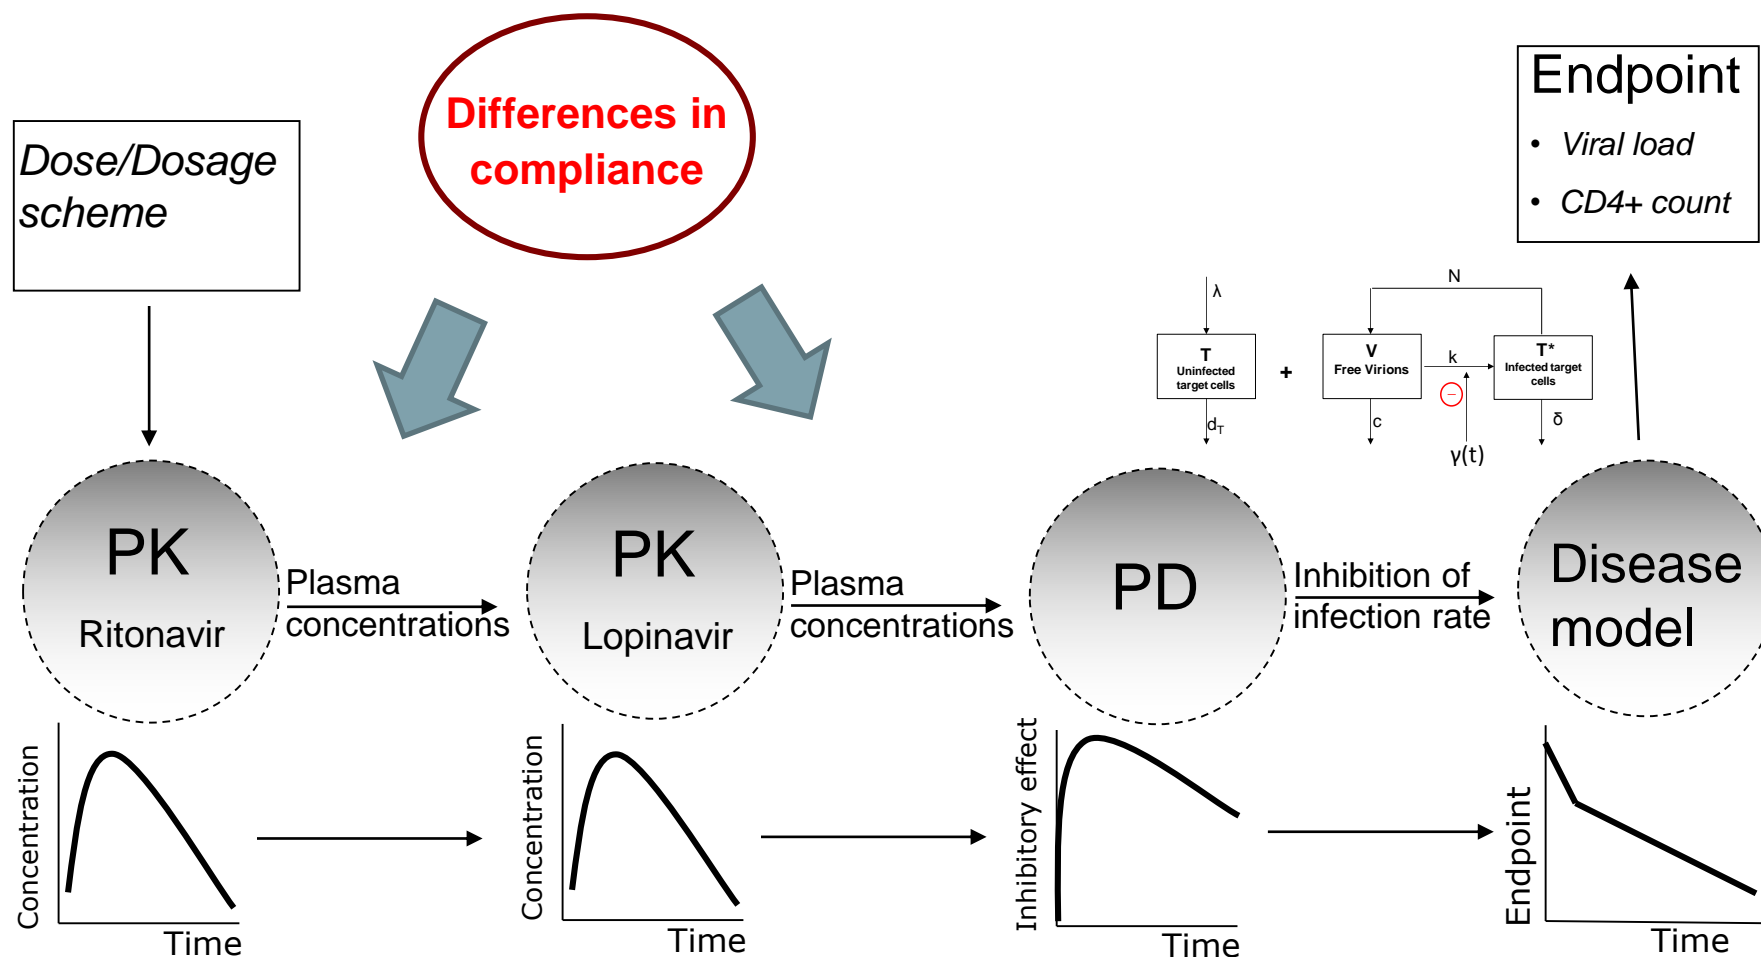 Differences in
compliance
Dose/Dosage
scheme
Endpoint
• Viral load
• CD4+ count
N
λ
T
Uninfected
target cells
+
V
Free Virions
k
T*
Infected target
cells
−
d_T
c
δ
γ(t)
PK
Ritonavir
Plasma
concentrations
PK
Lopinavir
Plasma
concentrations
PD
Inhibition of
infection rate
Disease
model
Concentration
Time
Concentration
Time
Inhibitory effect
Time
Endpoint
Time